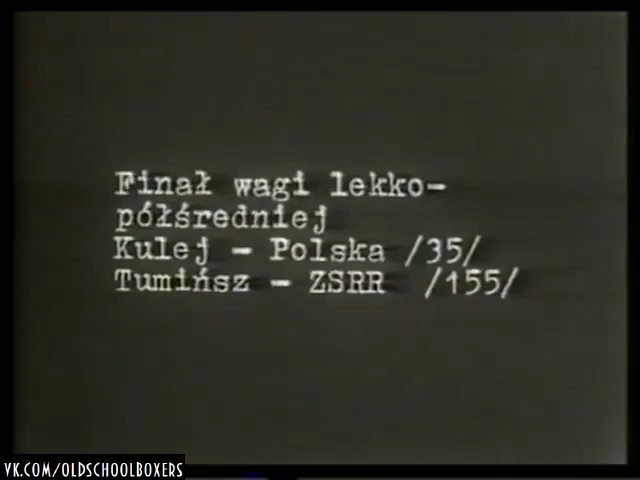 Finał wagi lekko-
półśredniej
Kulej - Polska /35/
Tumińsz - ZSRR /155/
VK.COM/OLDSCHOOLBOXERS